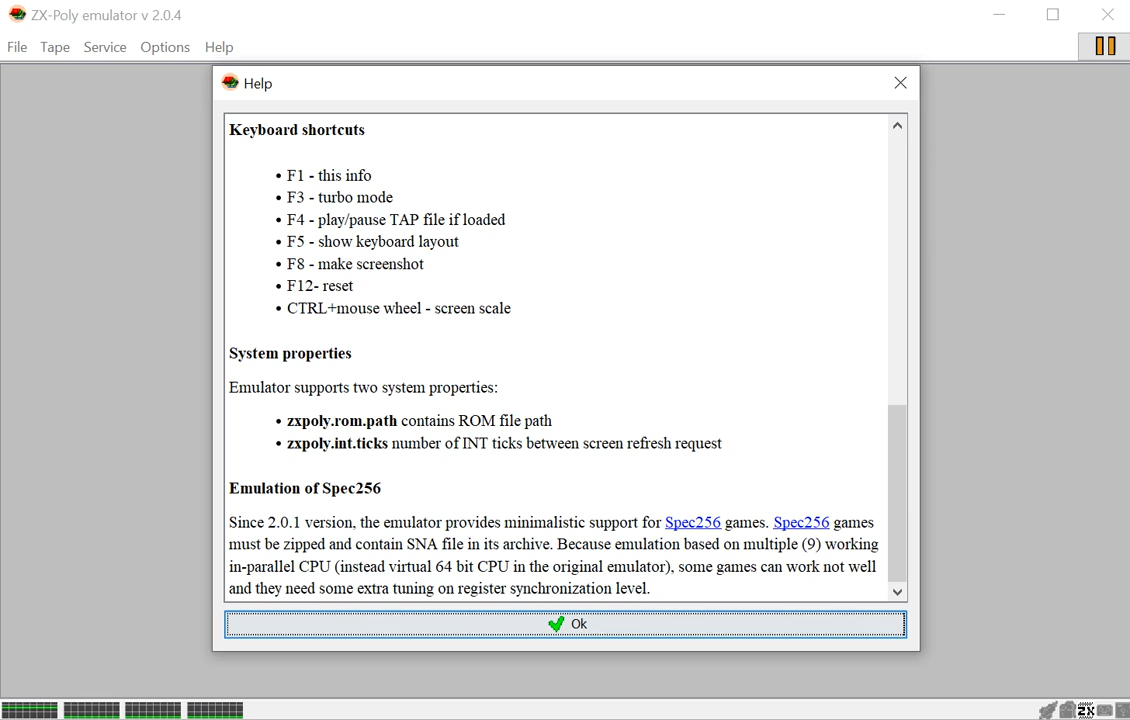 ZX-Poly emulator v 2.0.4
File Tape Service Options Help
Help
Keyboard shortcuts
• F1 - this info
• F3 - turbo mode
• F4 - play/pause TAP file if loaded
• F5 - show keyboard layout
• F8 - make screenshot
• F12- reset
• CTRL+mouse wheel - screen scale
System properties
Emulator supports two system properties:
• zxpoly.rom.path contains ROM file path
• zxpoly.int.ticks number of INT ticks between screen refresh request
Emulation of Spec256
Since 2.0.1 version, the emulator provides minimalistic support for Spec256 games. Spec256 games
must be zipped and contain SNA file in its archive. Because emulation based on multiple (9) working
in-parallel CPU (instead virtual 64 bit CPU in the original emulator), some games can work not well
and they need some extra tuning on register synchronization level.
Ok
ZX